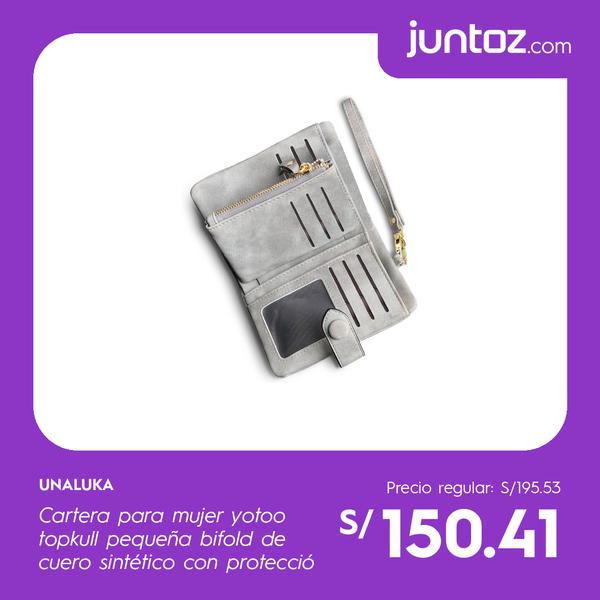 juntoz.com
UNALUKA
Cartera para mujer yotoo
topkull pequeña bifold de
cuero sintético con protecció
Precio regular: S/195.53
S/150.41